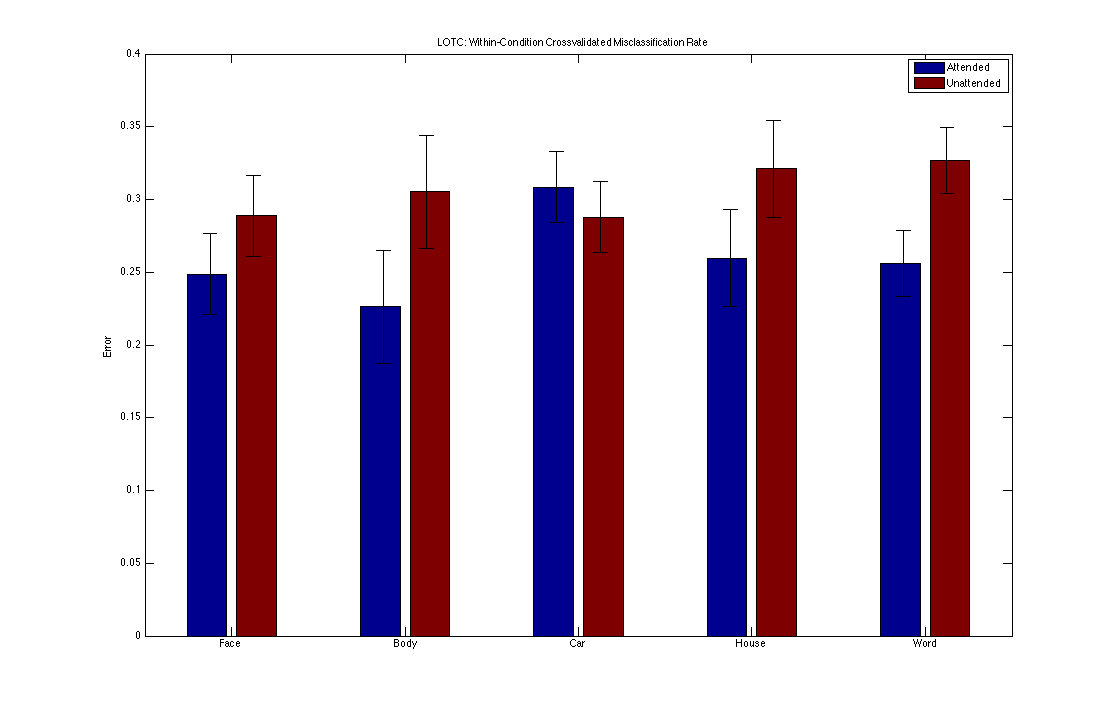 LOTC: Within-Condition Crossvalidated Misclassification Rate
Attended
Unattended
0.4
0.35
0.3
0.25
0.2
0.15
0.1
0.05
0
Error
Face
Body
Car
House
Word